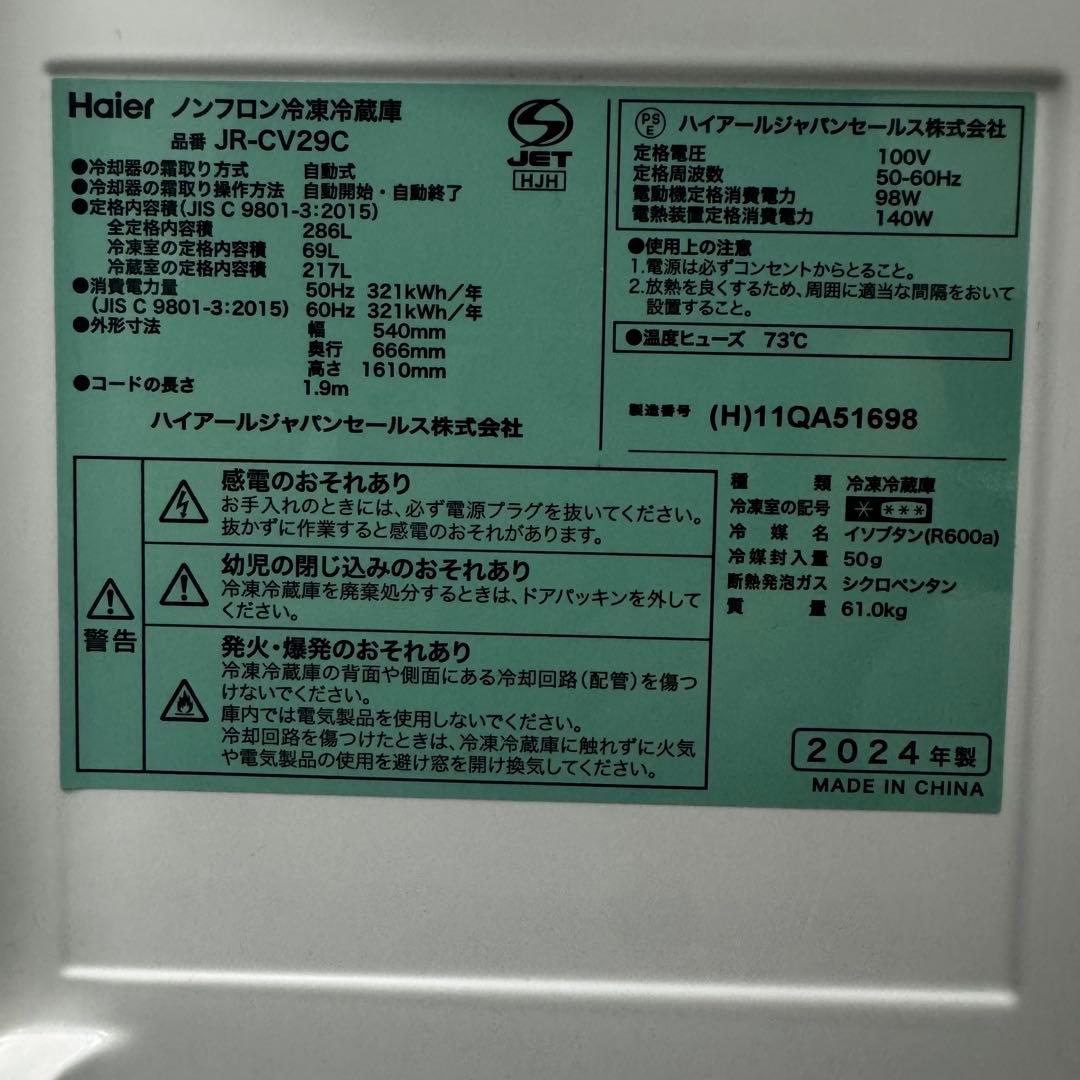 Haier ノンフロン冷凍冷蔵庫
品番 JR-CV29C
●冷却器の霜取り方式 自動式
●冷却器の霜取り操作方法 自動開始・自動終了
●定格内容積(JIS C 9801-3:2015)
全定格内容積 286L
冷凍室の定格内容積 69L
冷蔵室の定格内容積 217L
●消費電力量 50Hz 321kWh/年
(JIS C 9801-3:2015) 60Hz 321kWh/年
●外形寸法 幅 540mm
奥行 666mm
高さ 1610mm
●コードの長さ 1.9m
ハイアールジャパンセールス株式会社
JET
HJH
PSE ハイアールジャパンセールス株式会社
定格電圧 100V
定格周波数 50-60Hz
電動機定格消費電力 98W
電熱装置定格消費電力 140W
●使用上の注意
1.電源は必ずコンセントからとること。
2.放熱を良くするため、周囲に適当な間隔をおいて
設置すること。
●温度ヒューズ 73℃
製造番号 (H)11QA51698
警告
感電のおそれあり
お手入れのときには、必ず電源プラグを抜いてください。
抜かずに作業すると感電のおそれがあります。
幼児の閉じ込みのおそれあり
冷凍冷蔵庫を廃棄処分するときは、ドアパッキンを外して
ください。
発火・爆発のおそれあり
冷凍冷蔵庫の背面や側面にある冷却回路(配管)を傷つ
けないでください。
庫内では電気製品を使用しないでください。
冷却回路を傷つけたときは、冷凍冷蔵庫に触れずに火気
や電気製品の使用を避け窓を開け換気してください。
種類 冷凍冷蔵庫
冷凍室の記号 * ***
冷媒名 イソブタン(R600a)
冷媒封入量 50g
断熱発泡ガス シクロペンタン
質量 61.0kg
2024年製
MADE IN CHINA